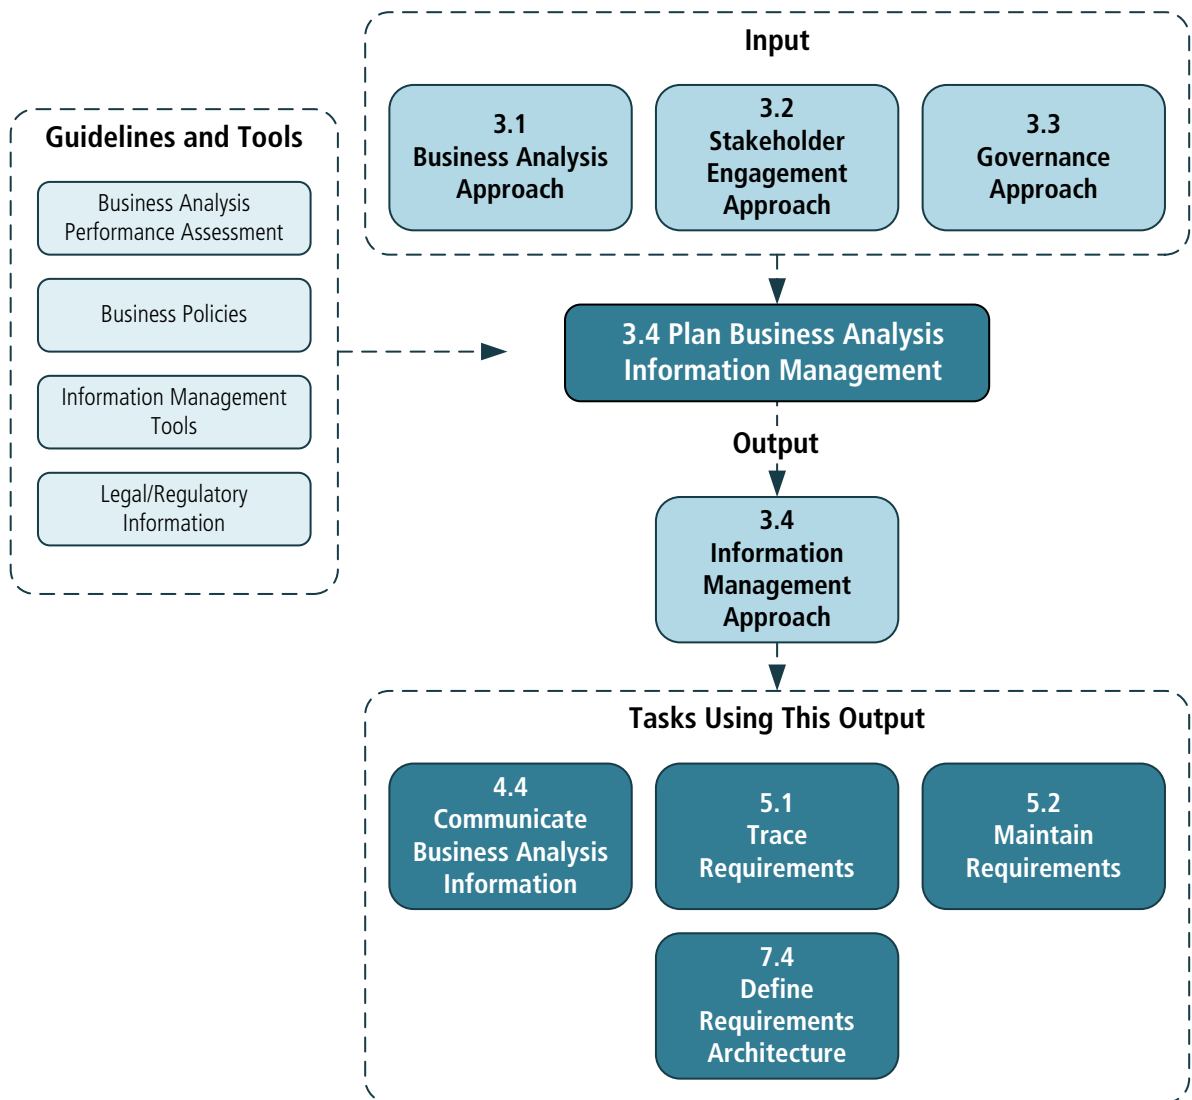 Input
3.1
Business Analysis
Approach
3.2
Stakeholder
Engagement
Approach
3.3
Governance
Approach
Guidelines and Tools
Business Analysis
Performance Assessment
Business Policies
Information Management
Tools
Legal/Regulatory
Information
3.4 Plan Business Analysis
Information Management
Output
3.4
Information
Management
Approach
Tasks Using This Output
4.4
Communicate
Business Analysis
Information
5.1
Trace
Requirements
5.2
Maintain
Requirements
7.4
Define
Requirements
Architecture